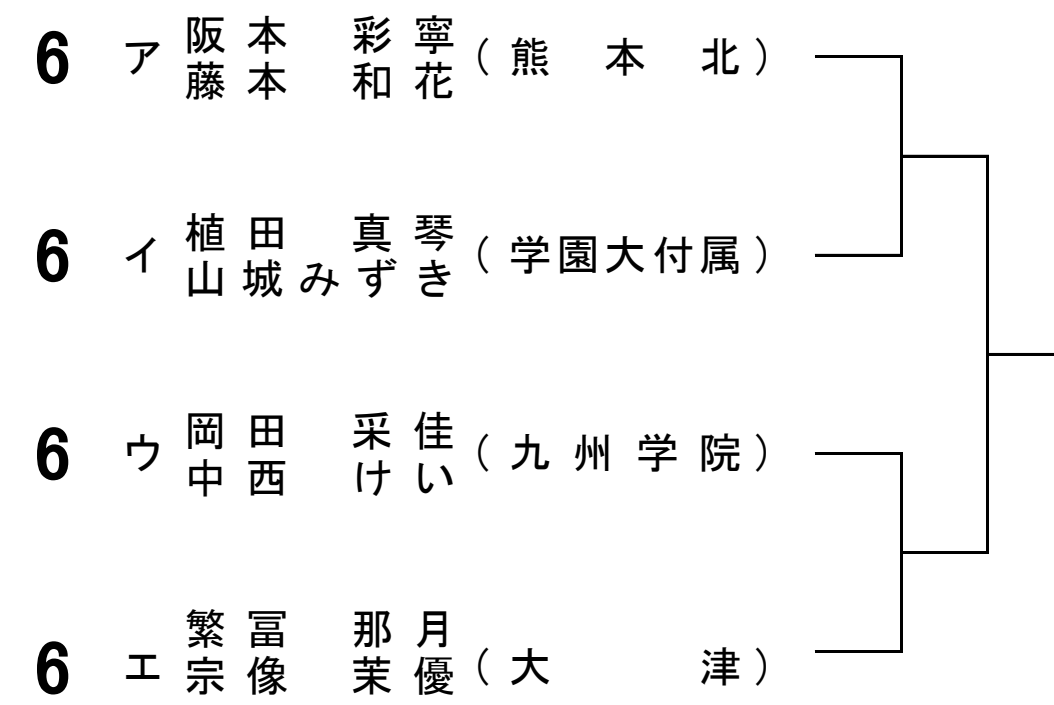 6 ア 阪本 彩寧 (熊本北)
藤本 和花
6 イ 植田 真琴 (学園大付属)
山城みずき
6 ウ 岡田 采佳 (九州学院)
中西 けい
6 エ 繁冨 那月
宗像 茉優 (大津)